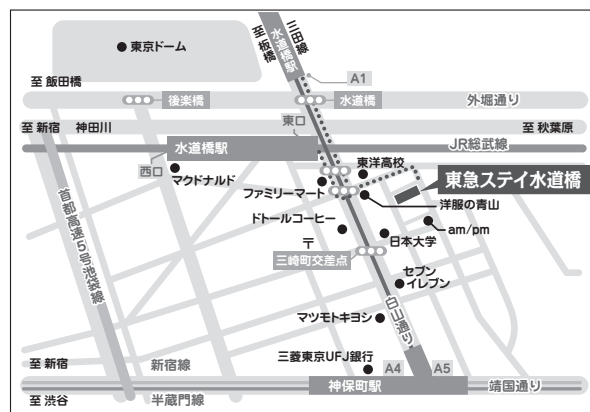 三田線
至 板橋
水道橋駅
東京ドーム
A1
至 飯田橋
後楽橋
水道橋
外堀通り
至 新宿
神田川
東口
至 秋葉原
水道橋駅
JR総武線
西口
マクドナルド
東洋高校
東急ステイ水道橋
ファミリーマート
洋服の青山
首都高速5号池袋線
ドトールコーヒー
am/pm
〒
日本大学
三崎町交差点
セブン
イレブン
白山通り
マツモトキヨシ
三菱東京UFJ銀行
A4
A5
至 新宿
新宿線
神保町駅
靖国通り
至 渋谷
半蔵門線